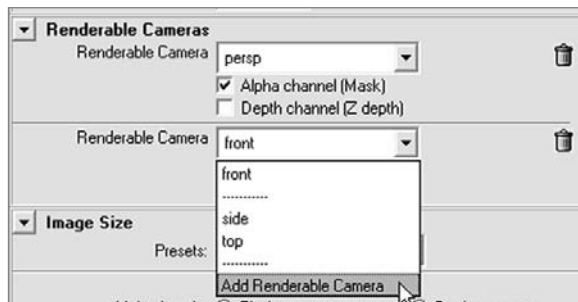 Renderable Cameras
Renderable Camera persp
Alpha channel (Mask)
Depth channel (Z depth)
Renderable Camera front
front
-----------
side
Image Size
top
Presets:
-----------
Add Renderable Camera